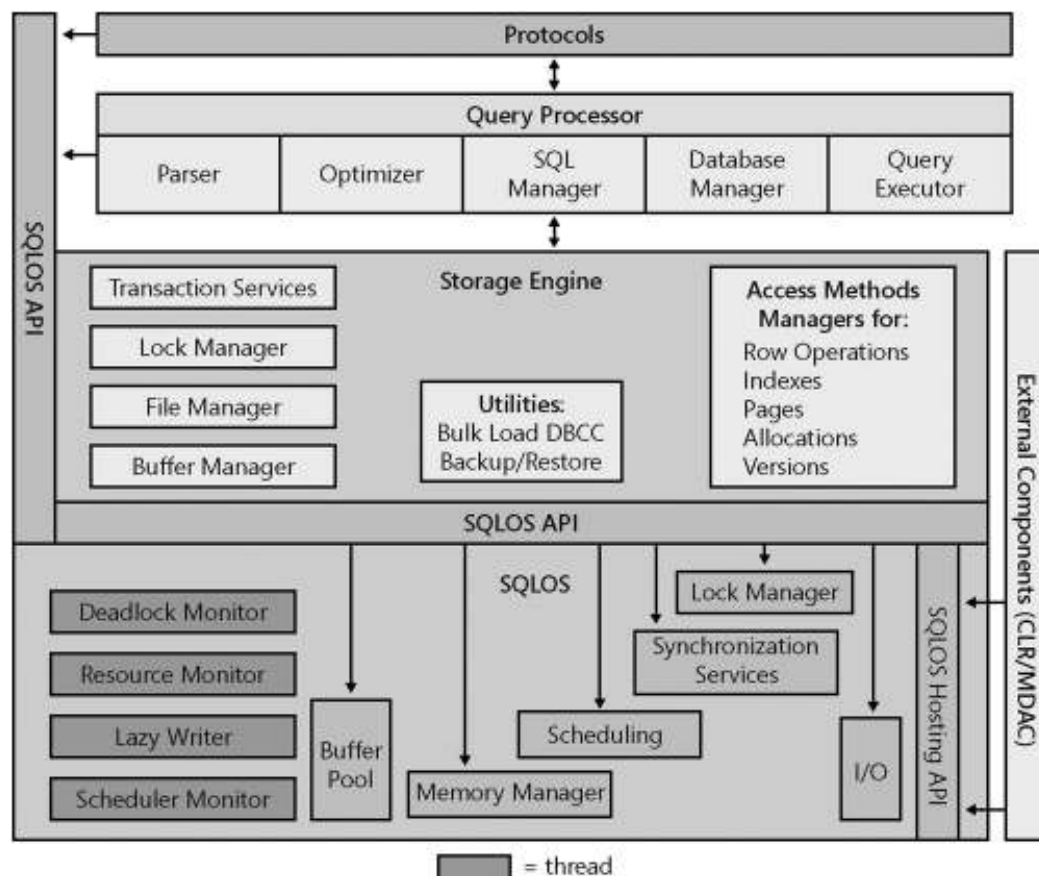 Protocols
Query Processor
Parser
Optimizer
SQL
Manager
Database
Manager
Query
Executor
SQLOS API
Storage Engine
Transaction Services
Lock Manager
File Manager
Buffer Manager
Utilities:
Bulk Load DBCC
Backup/Restore
Access Methods
Managers for:
Row Operations
Indexes
Pages
Allocations
Versions
External Components (CLR/MDAC)
SQLOS API
SQLOS
Deadlock Monitor
Resource Monitor
Lazy Writer
Scheduler Monitor
Buffer
Pool
Memory Manager
Scheduling
Synchronization
Services
Lock Manager
I/O
SQLOS Hosting API
= thread